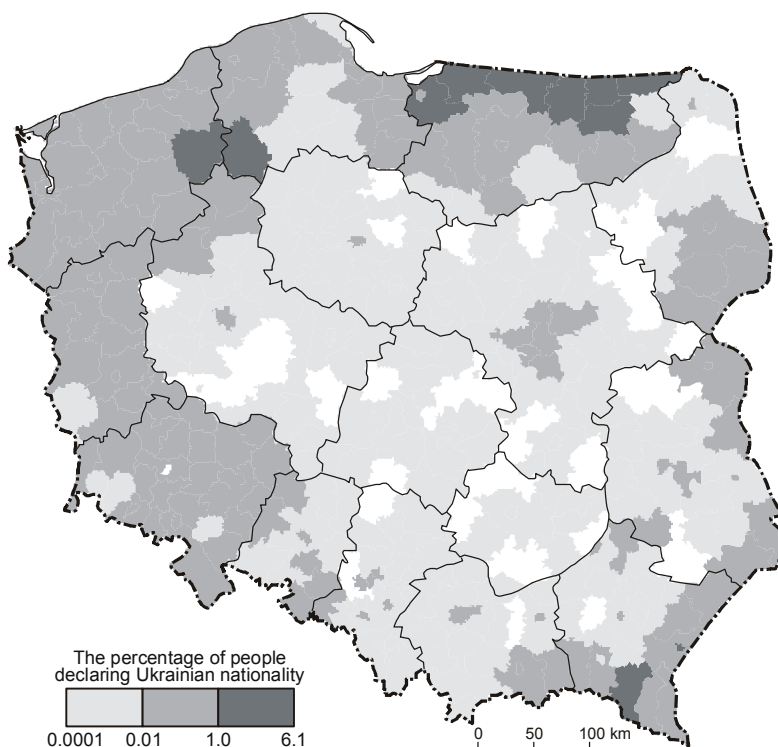 The percentage of people
declaring Ukrainian nationality
0.0001 0.01 1.0 6.1
0 50 100 km